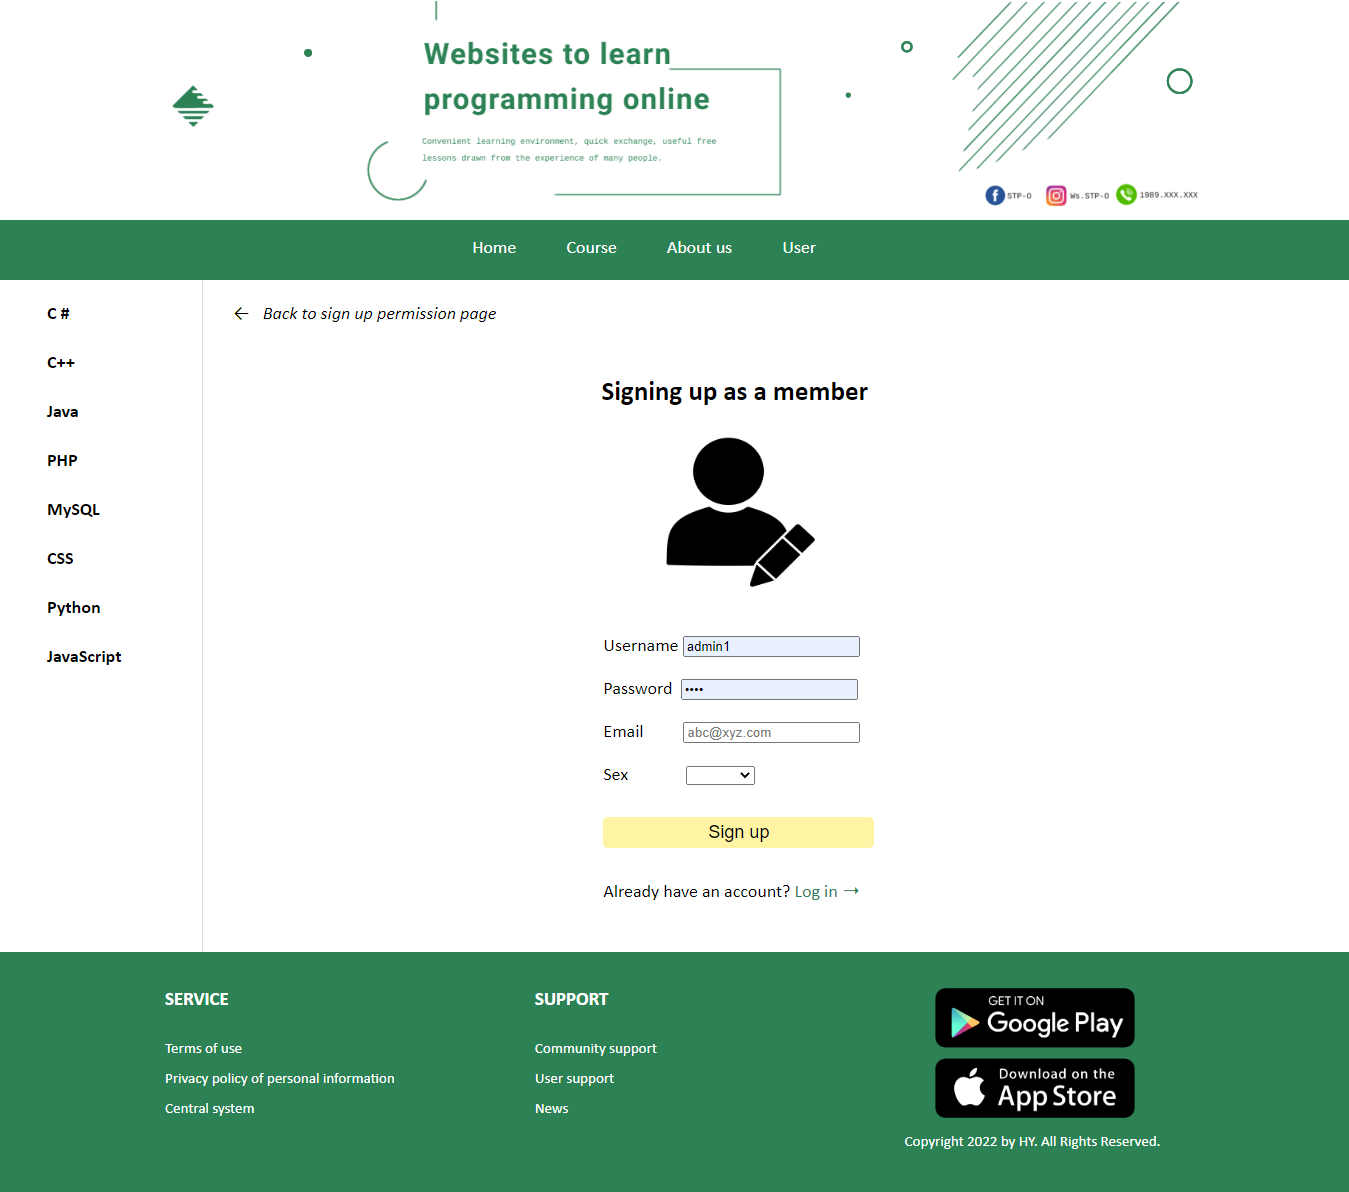 Websites to learn
programming online
Convenient learning environment, quick exchange, useful free
lessons drawn from the experience of many people.
STP-O
Ws.STP-O
1989.XXX.XXX
Home
Course
About us
User
C #
C++
Java
PHP
MySQL
CSS
Python
JavaScript
← Back to sign up permission page
Signing up as a member
Username admin1
Password ••••
Email abc@xyz.com
Sex
Sign up
Already have an account? Log in →
SERVICE
Terms of use
Privacy policy of personal information
Central system
SUPPORT
Community support
User support
News
GET IT ON
Google Play
Download on the
App Store
Copyright 2022 by HY. All Rights Reserved.